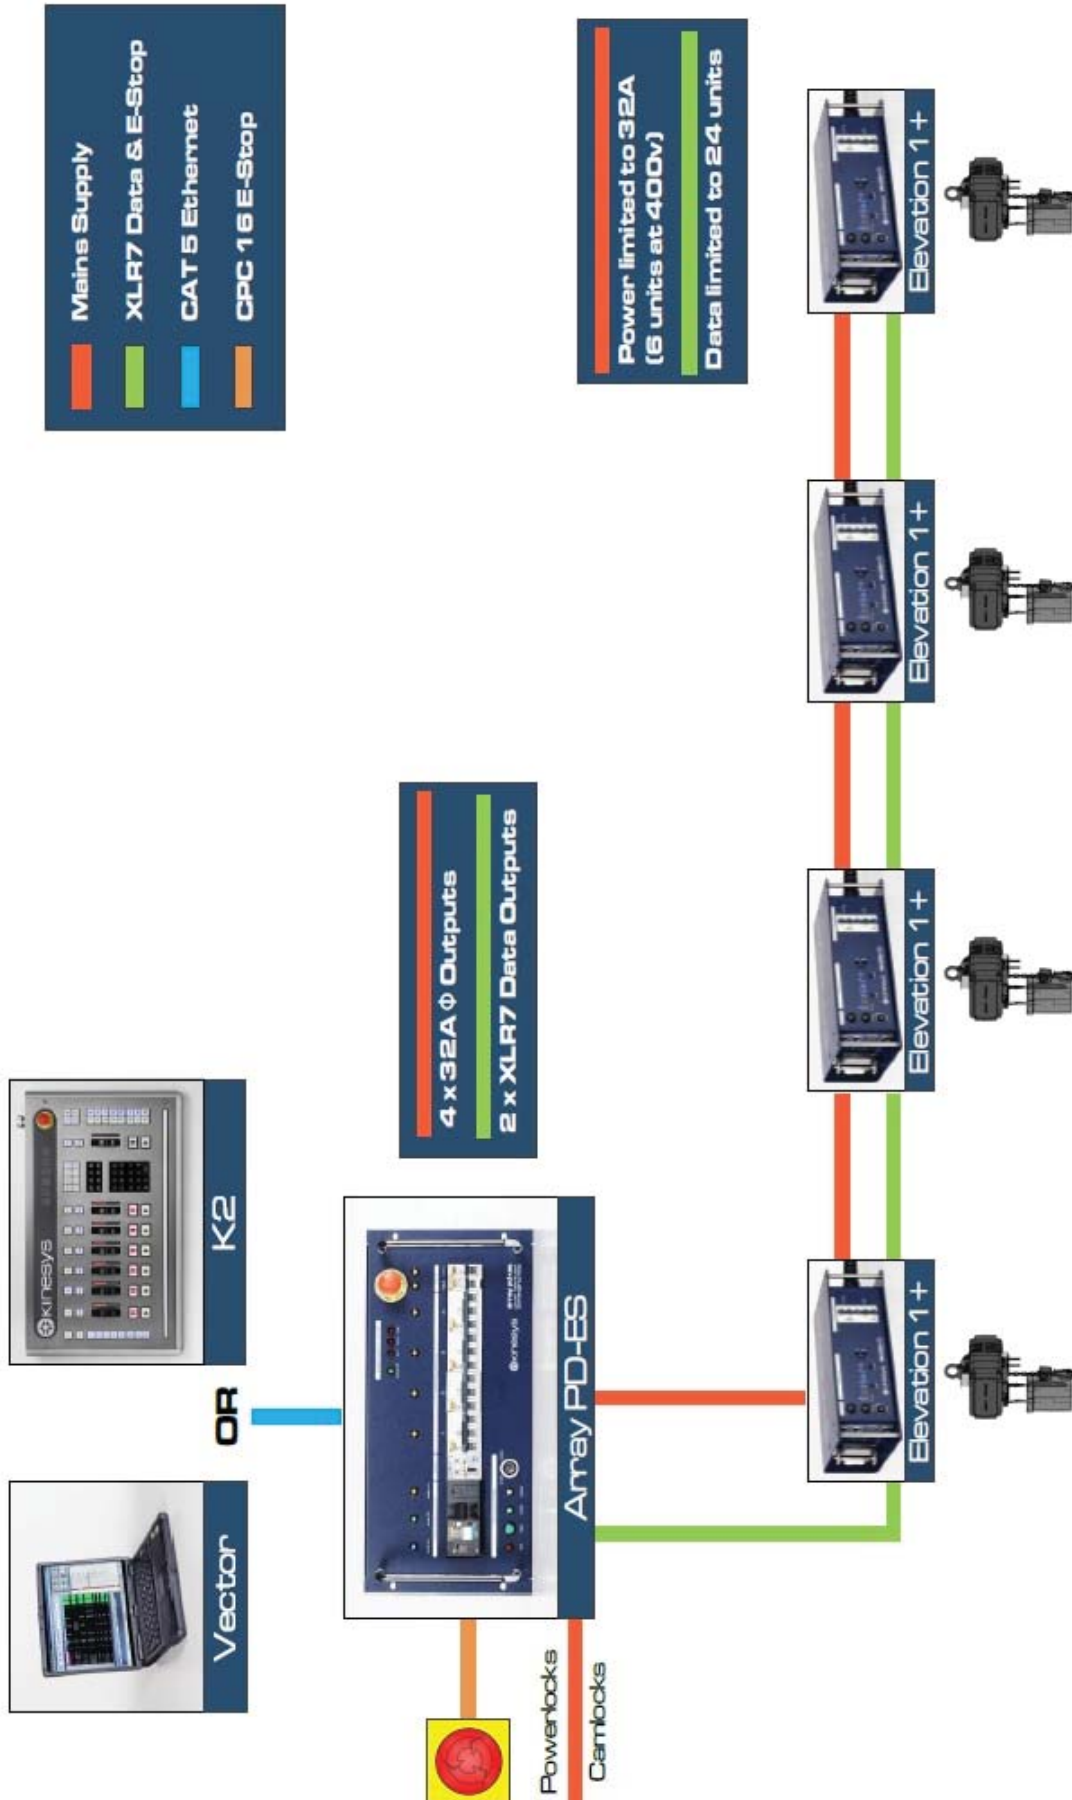 Vector
OR
KINESYS
K2
Mains Supply
XLR7 Data & E-Stop
CAT 5 Ethernet
CPC 16 E-Stop
Array PD-ES
4 x 32A Φ Outputs
2 x XLR7 Data Outputs
Power limited to 32A
(6 units at 400v)
Data limited to 24 units
Powerlocks
Camlocks
Elevation 1+
Elevation 1+
Elevation 1+
Elevation 1+